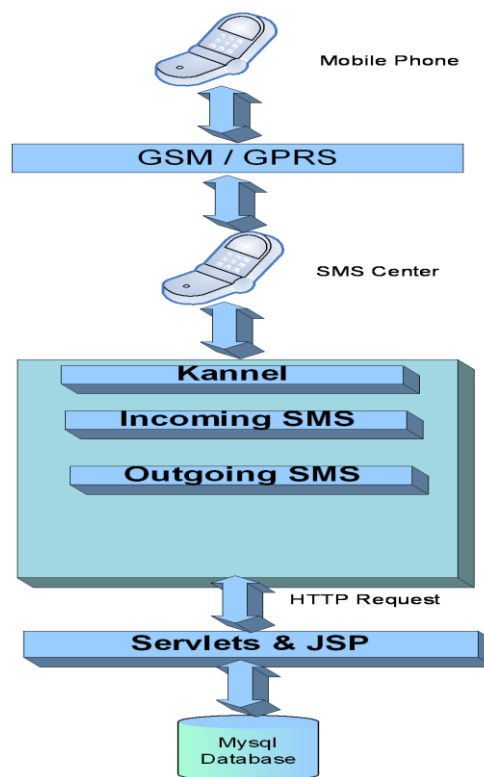 Mobile Phone
GSM / GPRS
SMS Center
Kannel
Incoming SMS
Outgoing SMS
HTTP Request
Servlets & JSP
Mysql
Database